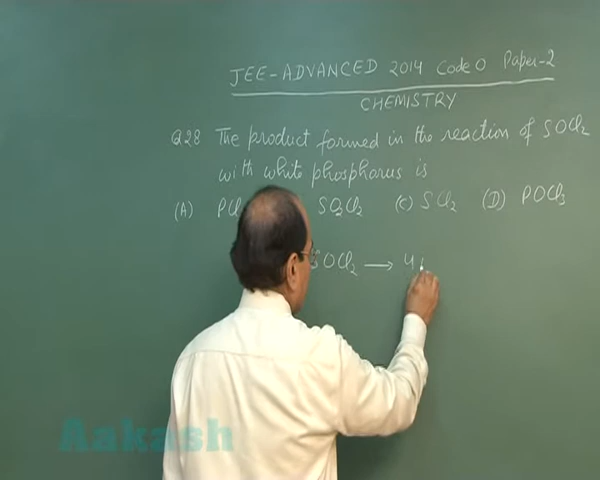 JEE-ADVANCED 2014 Code 0 Paper-2
CHEMISTRY
Q28 The product formed in the reaction of SOCl2
with white phosphorus is
(A) PCl SO2Cl2 (C) SCl2 (D) POCl3
SOCl2 → 4
Aakash